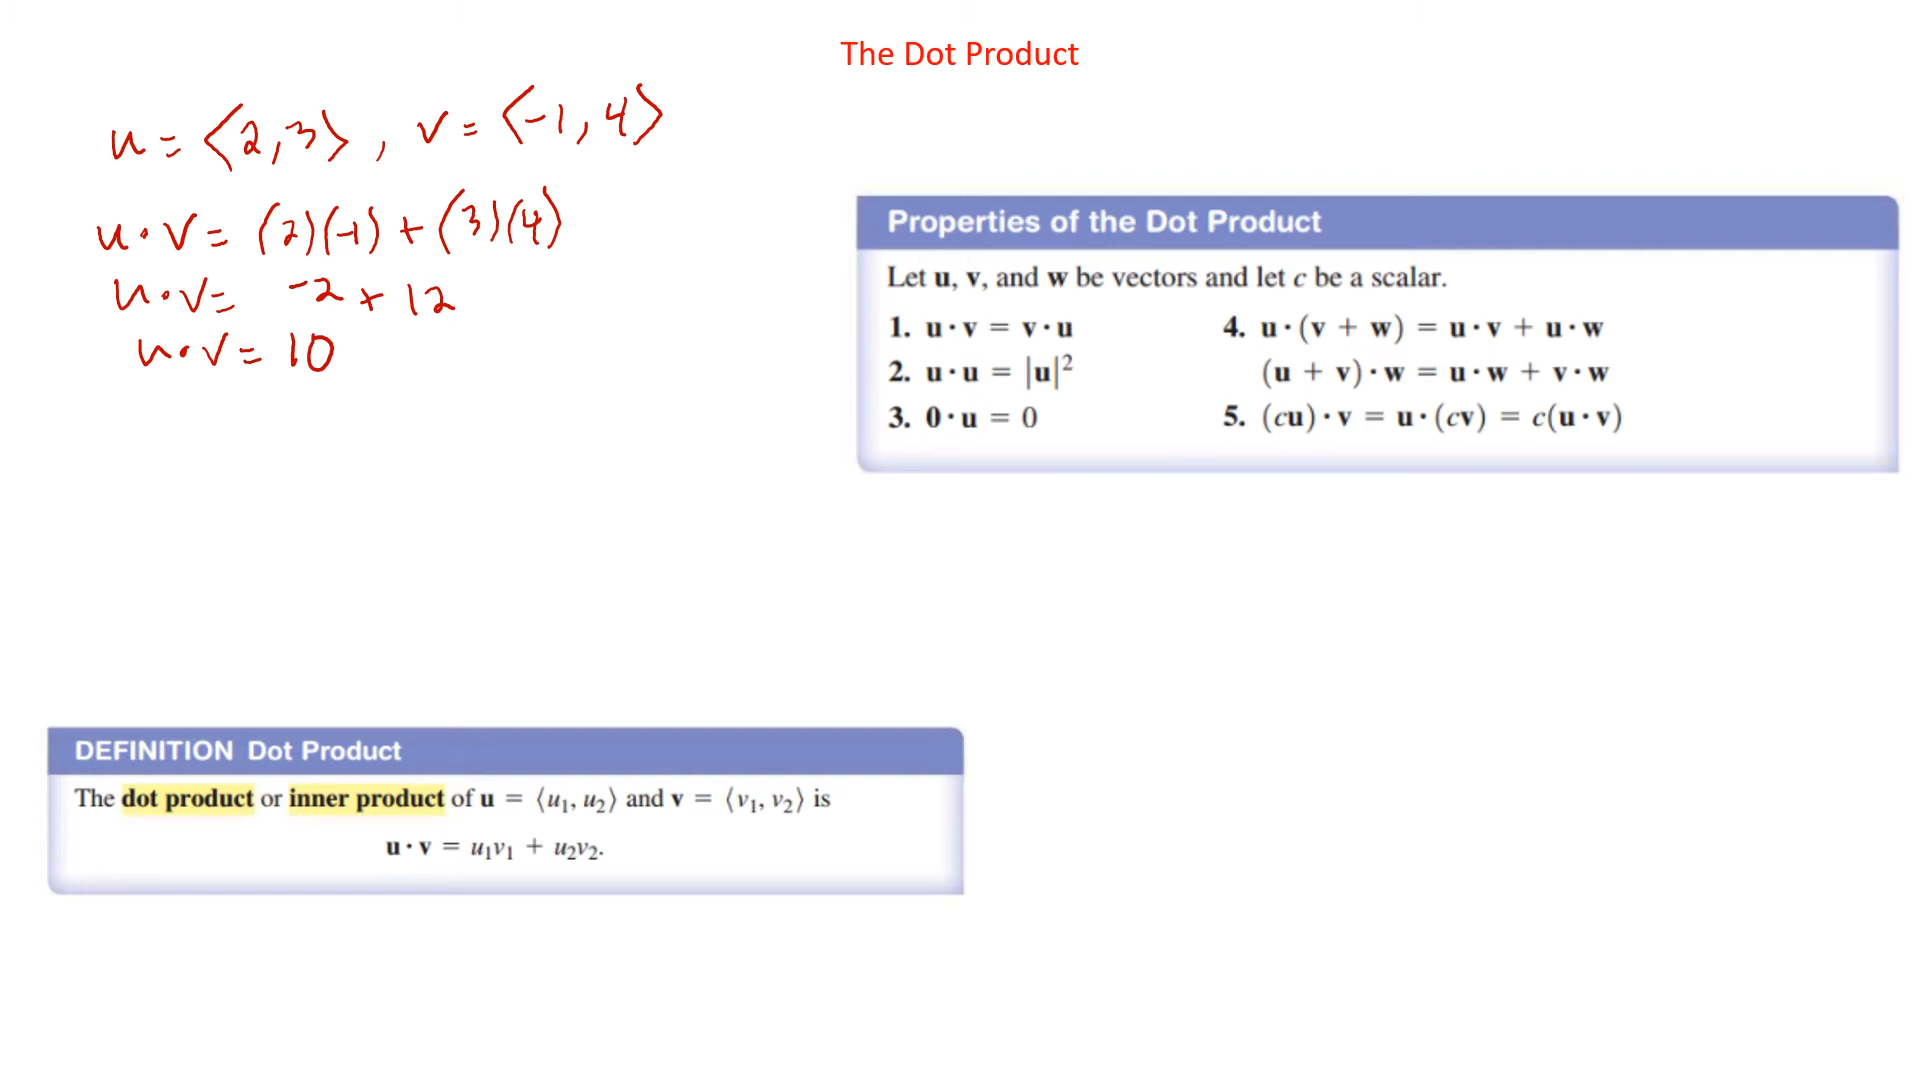 The Dot Product
u = ⟨2,3⟩, v = ⟨-1,4⟩
u · v = (2)(-1) + (3)(4)
u · v = -2 + 12
u · v = 10
Properties of the Dot Product
Let u, v, and w be vectors and let c be a scalar.
1. u · v = v · u
2. u · u = |u|²
3. 0 · u = 0
4. u · (v + w) = u · v + u · w
(u + v) · w = u · w + v · w
5. (cu) · v = u · (cv) = c(u · v)
DEFINITION Dot Product
The dot product or inner product of u = ⟨u₁, u₂⟩ and v = ⟨v₁, v₂⟩ is
u · v = u₁v₁ + u₂v₂.